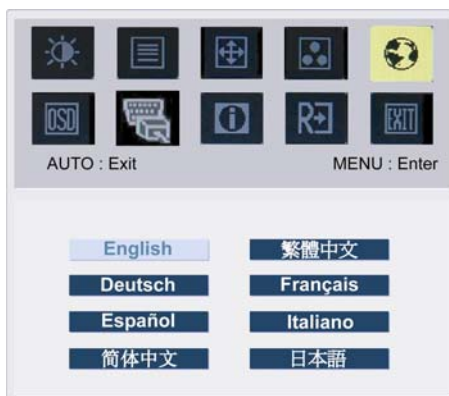 OSD
i
R
EXIT
AUTO : Exit MENU : Enter
English 繁體中文
Deutsch Français
Español Italiano
简体中文 日本語